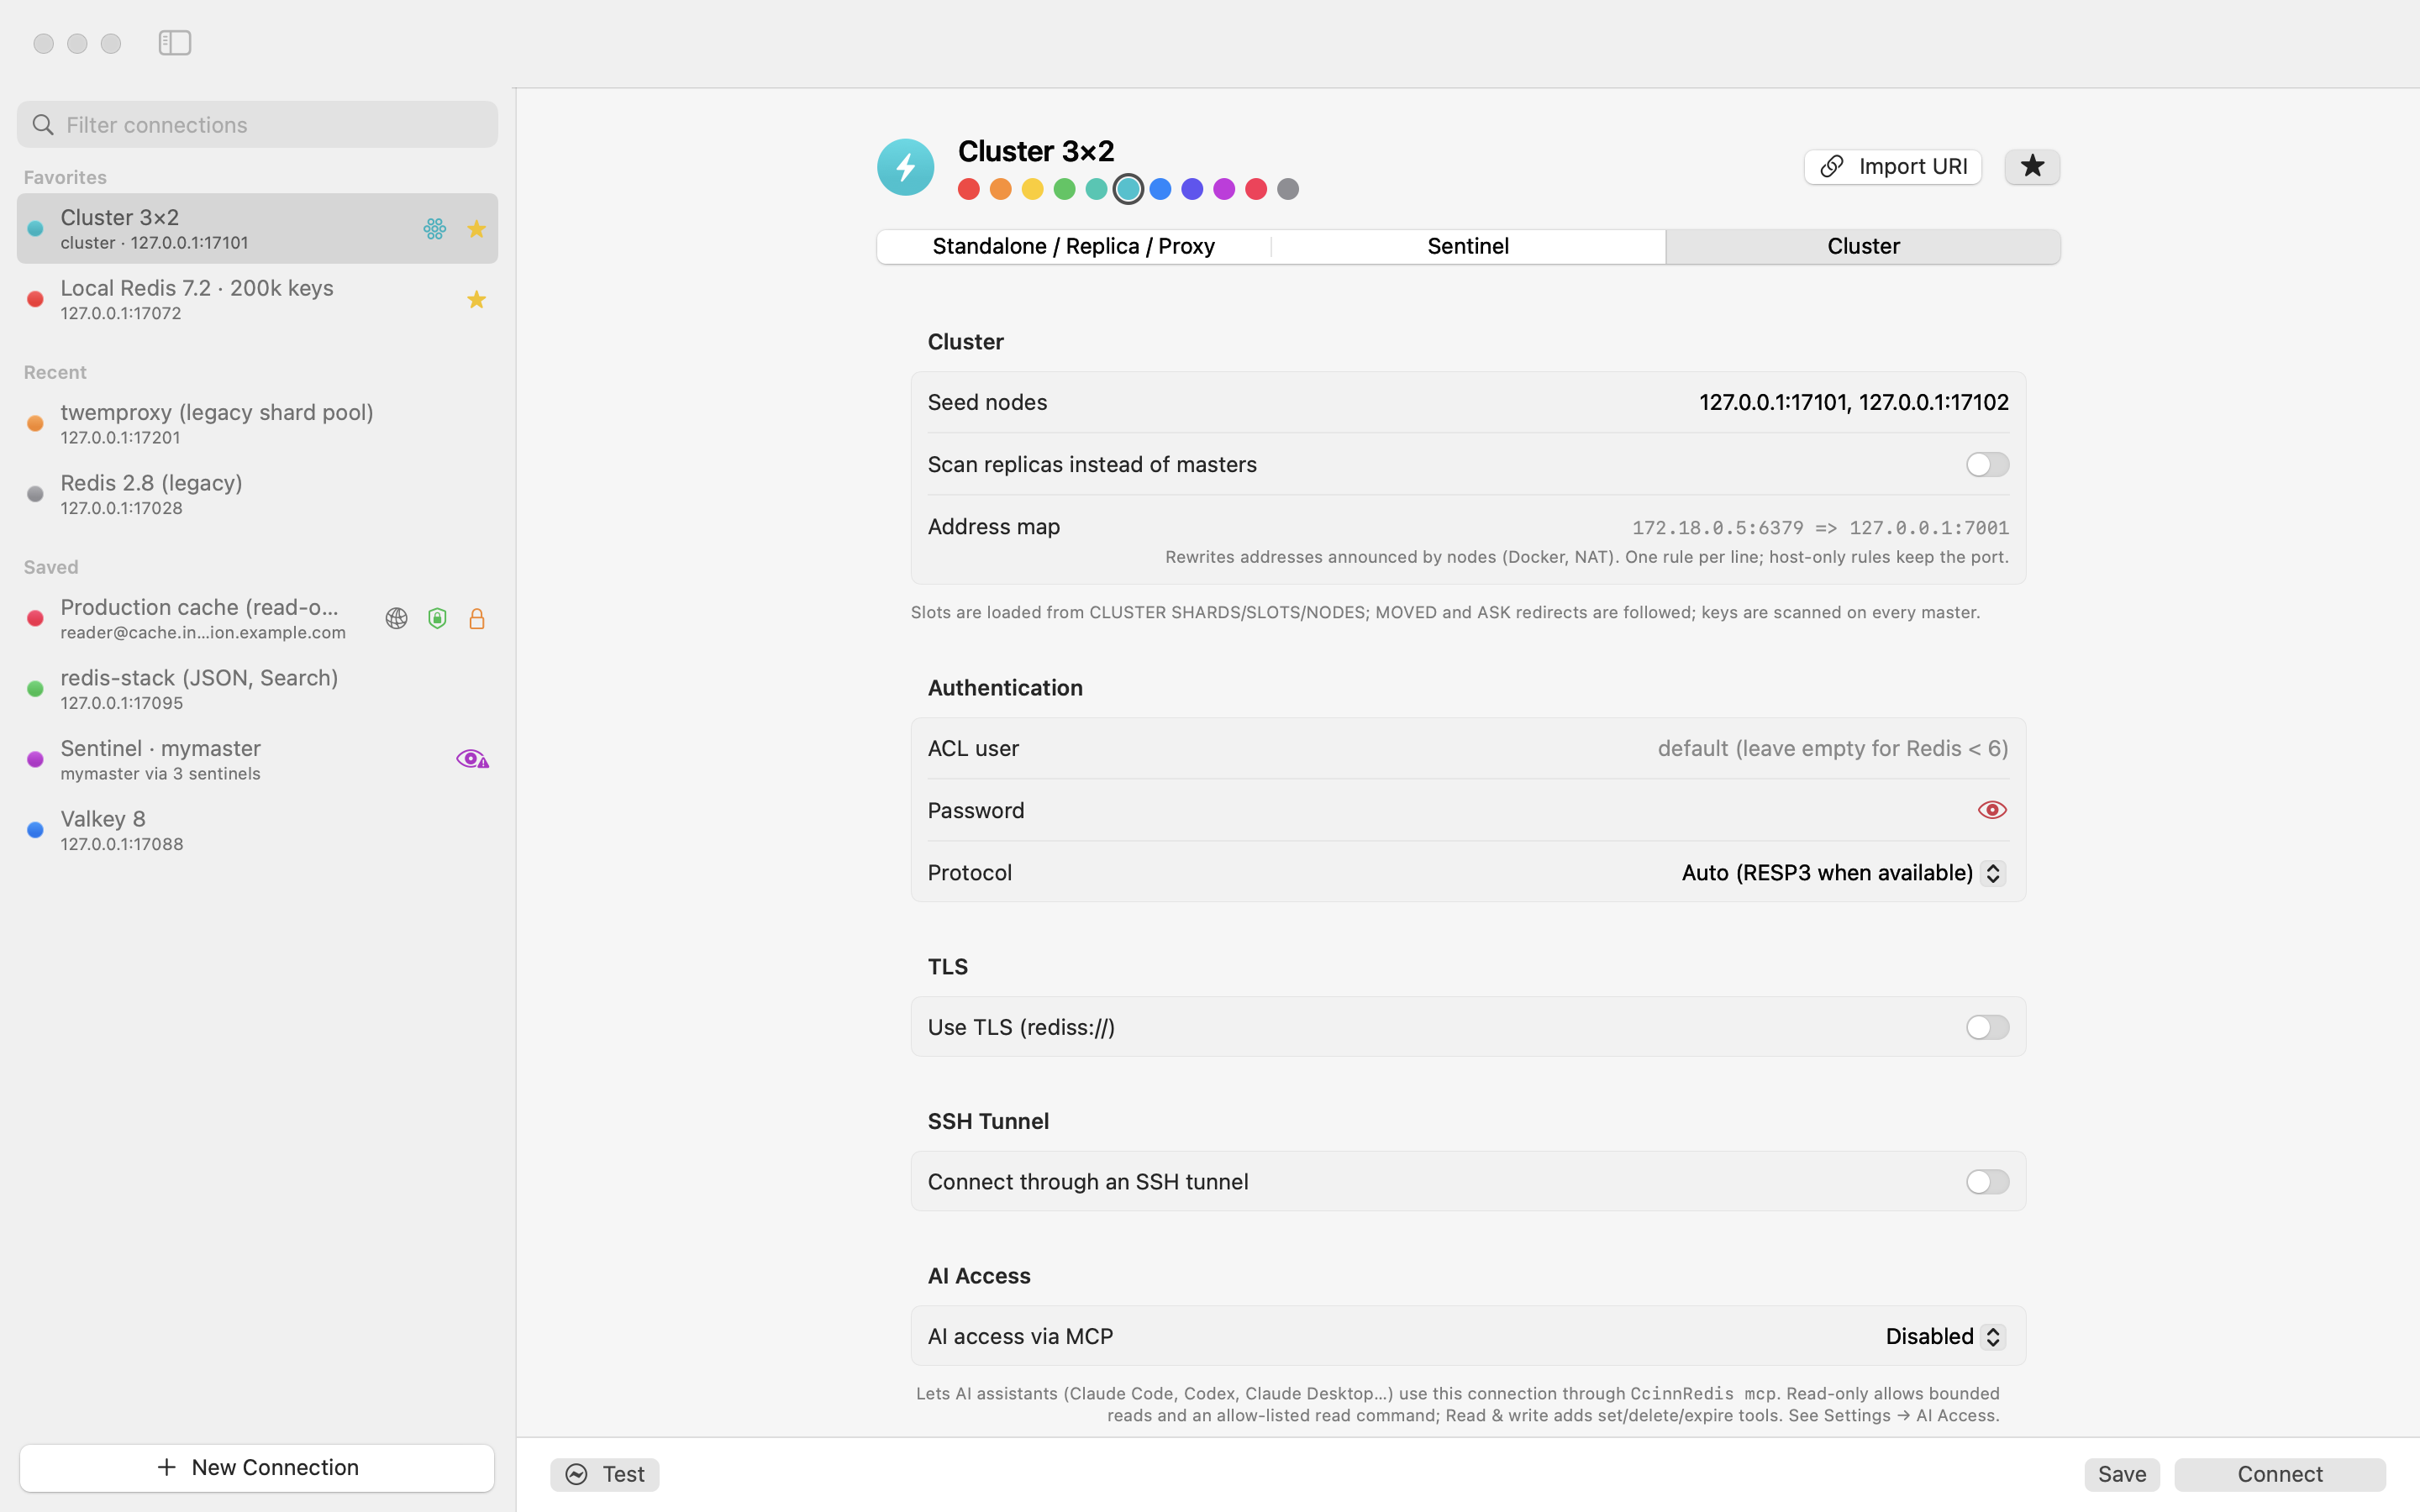 Filter connections
Favorites
Cluster 3×2
cluster · 127.0.0.1:17101
Local Redis 7.2 · 200k keys
127.0.0.1:17072
Recent
twemproxy (legacy shard pool)
127.0.0.1:17201
Redis 2.8 (legacy)
127.0.0.1:17028
Saved
Production cache (read-o...
reader@cache.in...ion.example.com
redis-stack (JSON, Search)
127.0.0.1:17095
Sentinel · mymaster
mymaster via 3 sentinels
Valkey 8
127.0.0.1:17088
New Connection
Cluster 3×2
Import URI
Standalone / Replica / Proxy
Sentinel
Cluster
Cluster
Seed nodes
127.0.0.1:17101, 127.0.0.1:17102
Scan replicas instead of masters
Address map
172.18.0.5:6379 => 127.0.0.1:7001
Rewrites addresses announced by nodes (Docker, NAT). One rule per line; host-only rules keep the port.
Slots are loaded from CLUSTER SHARDS/SLOTS/NODES; MOVED and ASK redirects are followed; keys are scanned on every master.
Authentication
ACL user
default (leave empty for Redis < 6)
Password
Protocol
Auto (RESP3 when available)
TLS
Use TLS (rediss://)
SSH Tunnel
Connect through an SSH tunnel
AI Access
AI access via MCP
Disabled
Lets AI assistants (Claude Code, Codex, Claude Desktop...) use this connection through CcinnRedis mcp. Read-only allows bounded
reads and an allow-listed read command; Read & write adds set/delete/expire tools. See Settings → AI Access.
Test
Save
Connect